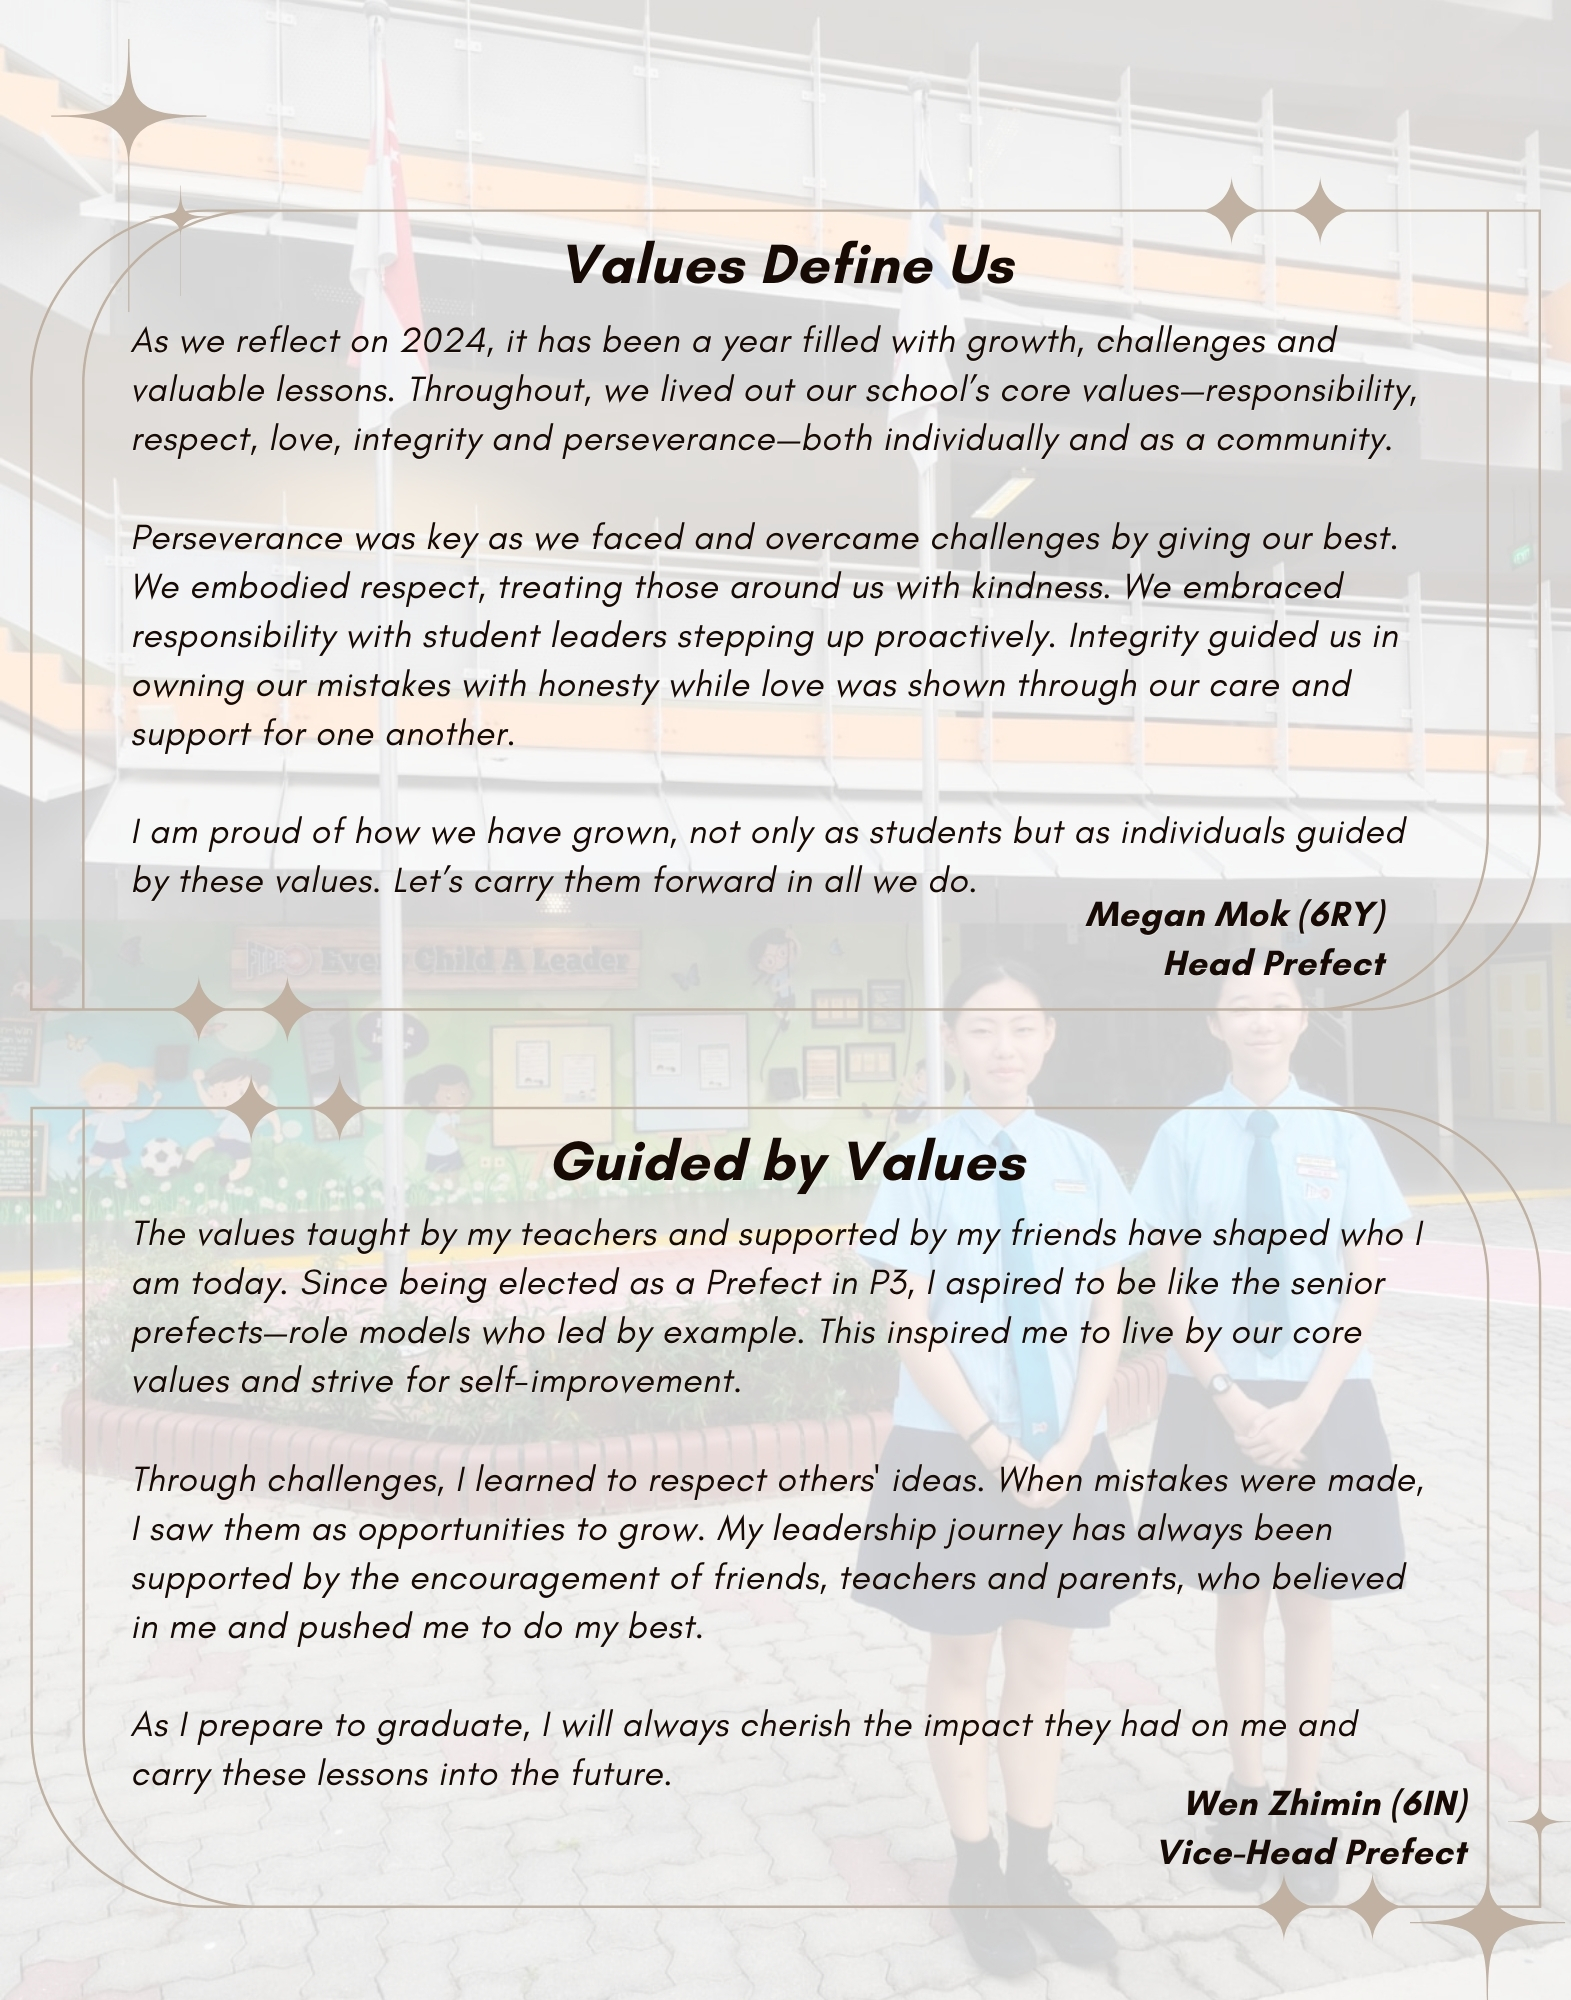 Values Define Us
As we reflect on 2024, it has been a year filled with growth, challenges and
valuable lessons. Throughout, we lived out our school’s core values—responsibility,
respect, love, integrity and perseverance—both individually and as a community.
Perseverance was key as we faced and overcame challenges by giving our best.
We embodied respect, treating those around us with kindness. We embraced
responsibility with student leaders stepping up proactively. Integrity guided us in
owning our mistakes with honesty while love was shown through our care and
support for one another.
I am proud of how we have grown, not only as students but as individuals guided
by these values. Let’s carry them forward in all we do.
Megan Mok (6RY)
Head Prefect
Every Child A Leader
Guided by Values
The values taught by my teachers and supported by my friends have shaped who I
am today. Since being elected as a Prefect in P3, I aspired to be like the senior
prefects—role models who led by example. This inspired me to live by our core
values and strive for self-improvement.
Through challenges, I learned to respect others' ideas. When mistakes were made,
I saw them as opportunities to grow. My leadership journey has always been
supported by the encouragement of friends, teachers and parents, who believed
in me and pushed me to do my best.
As I prepare to graduate, I will always cherish the impact they had on me and
carry these lessons into the future.
Wen Zhimin (6IN)
Vice-Head Prefect